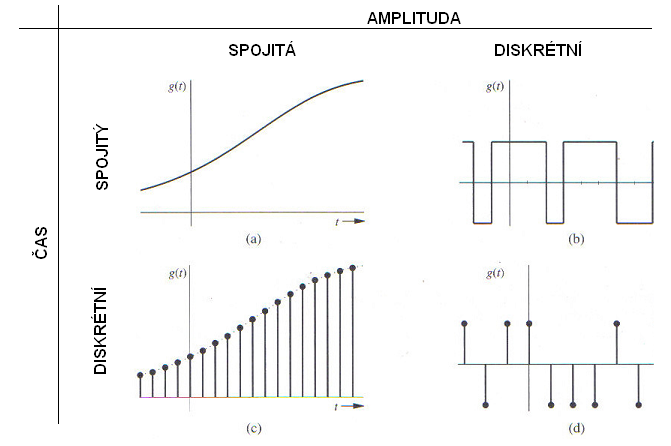 AMPLITUDA
SPOJITÁ DISKRÉTNÍ
ČAS
SPOJITÝ
g(t)
t
(a)
g(t)
(b)
DISKRÉTNÍ
g(t)
t
(c)
g(t)
(d)